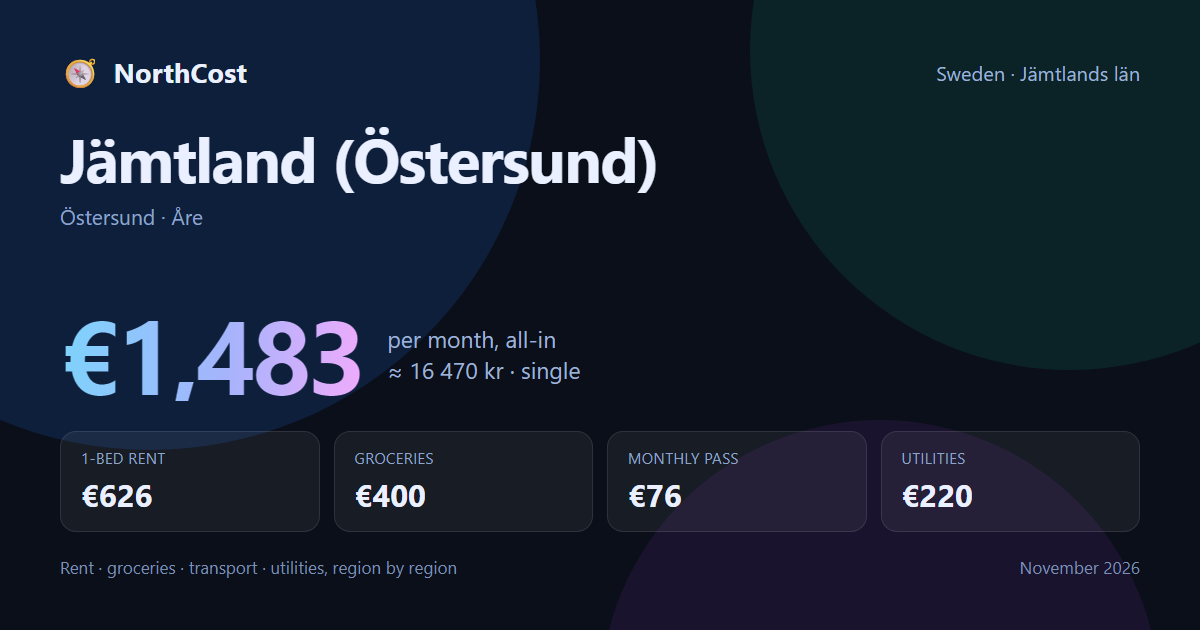 NorthCost
Sweden · Jämtlands län
Jämtland (Östersund)
Östersund · Åre
€1,483
per month, all-in
≈ 16 470 kr · single
1-BED RENT
€626
GROCERIES
€400
MONTHLY PASS
€76
UTILITIES
€220
Rent · groceries · transport · utilities, region by region
November 2026